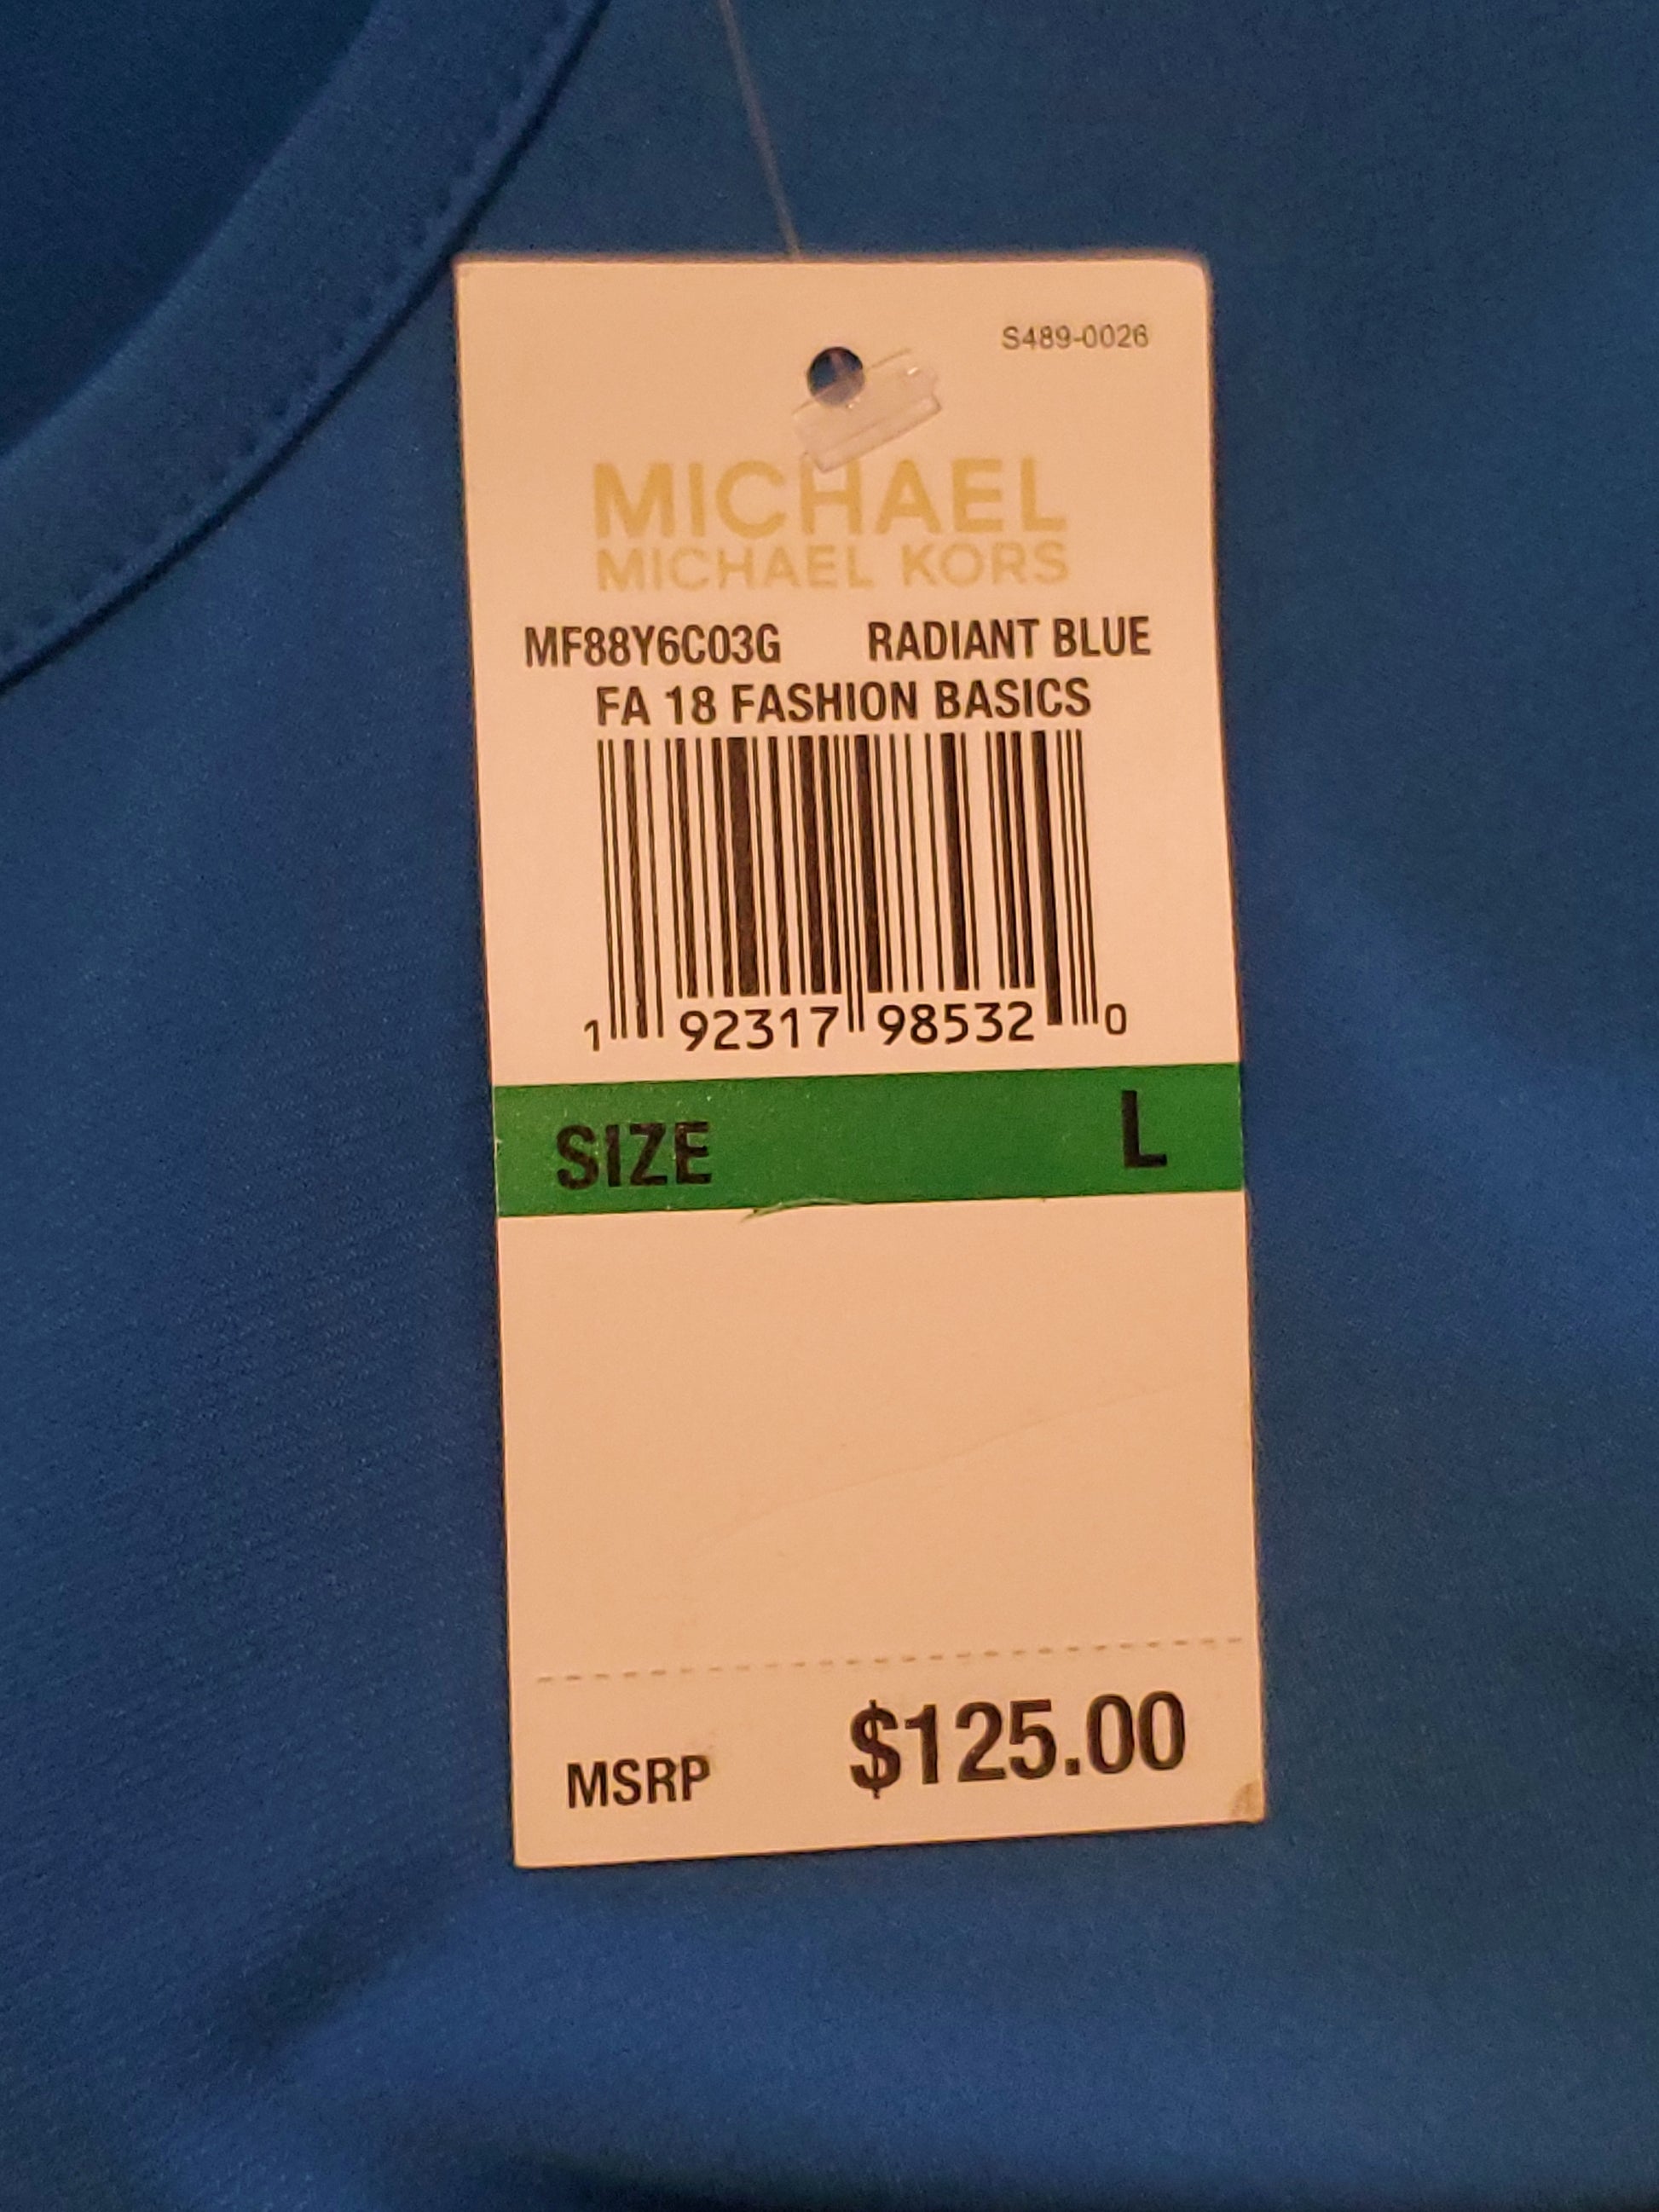 S489-0026
MICHAEL
MICHAEL KORS
MF88Y6C03G RADIANT BLUE
FA 18 FASHION BASICS
1 92317 98532 0
SIZE L
MSRP $125.00